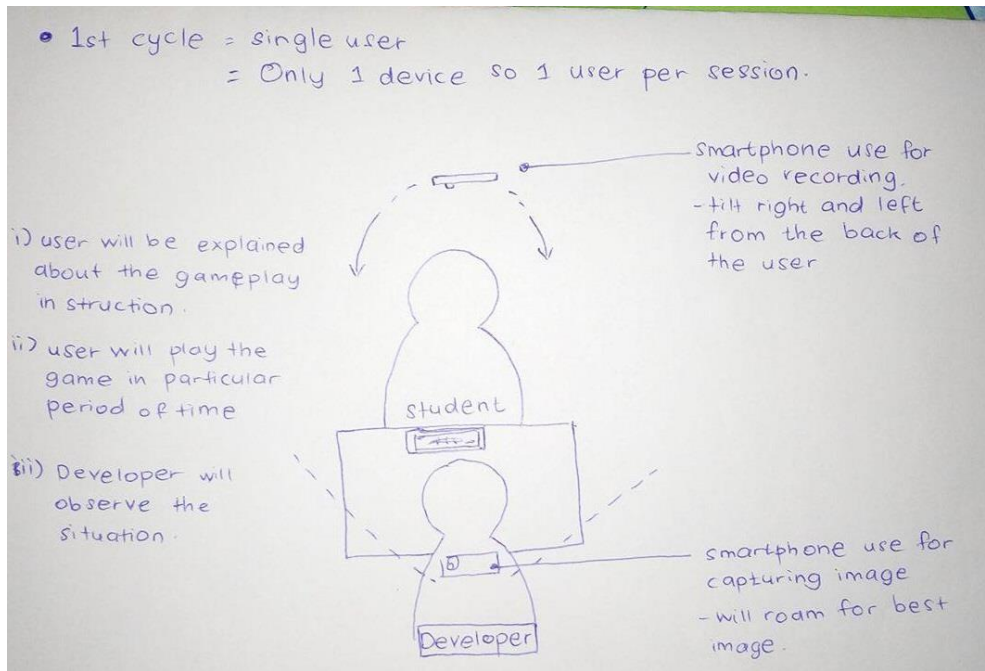 • 1st cycle = single user
= Only 1 device so 1 user per session.
smartphone use for
video recording.
- tilt right and left
from the back of
the user
i) user will be explained
about the gameplay
in struction.
ii) user will play the
game in particular
period of time
iii) Developer will
observe the
situation.
student
smartphone use for
capturing image
- will roam for best
image.
Developer